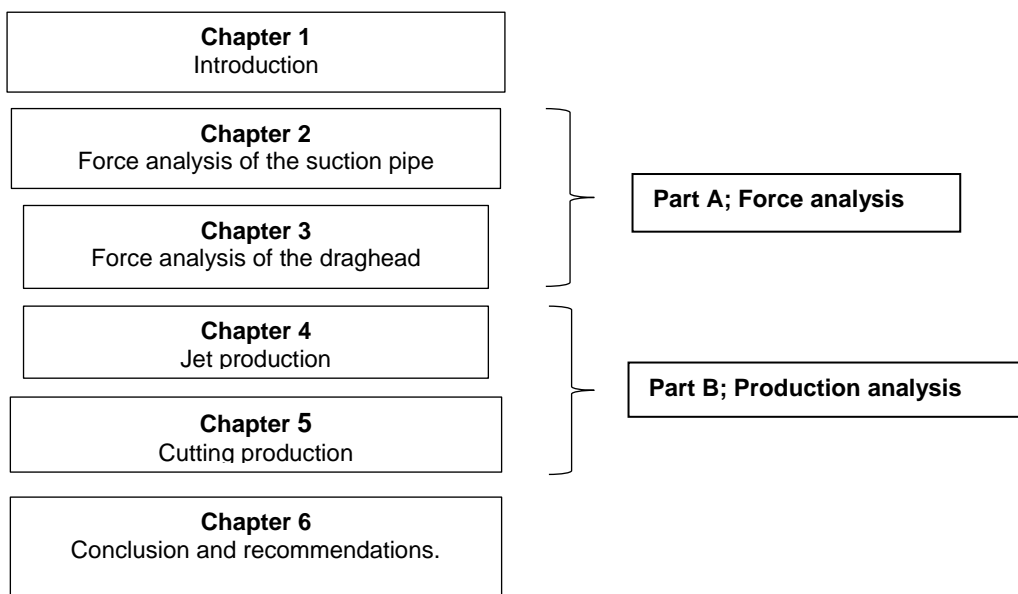 Chapter 1
Introduction
Chapter 2
Force analysis of the suction pipe
Chapter 3
Force analysis of the draghead
Part A; Force analysis
Chapter 4
Jet production
Chapter 5
Cutting production
Part B; Production analysis
Chapter 6
Conclusion and recommendations.